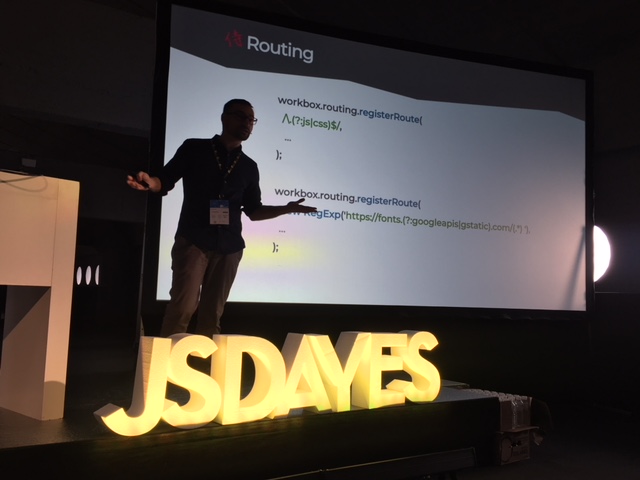 Routing
workbox.routing.registerRoute(
/\.(?:js|css)$/,
...
);
workbox.routing.registerRoute(
RegExp('https://fonts.(?:googleapis|gstatic).com/(.*) '),
...
);
JSDAYES